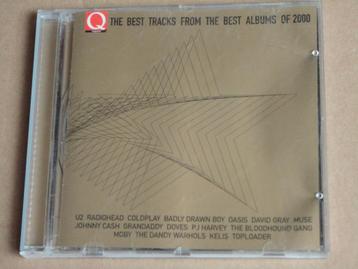 Q
THE BEST TRACKS FROM THE BEST ALBUMS OF 2000
U2 RADIOHEAD COLDPLAY BADLY DRAWN BOY OASIS DAVID GRAY MUSE
JOHNNY CASH GRANDADDY DOVES PJ HARVEY THE BLOODHOUND GANG
MOBY THE DANDY WARHOLS KELIS TOPLOADER